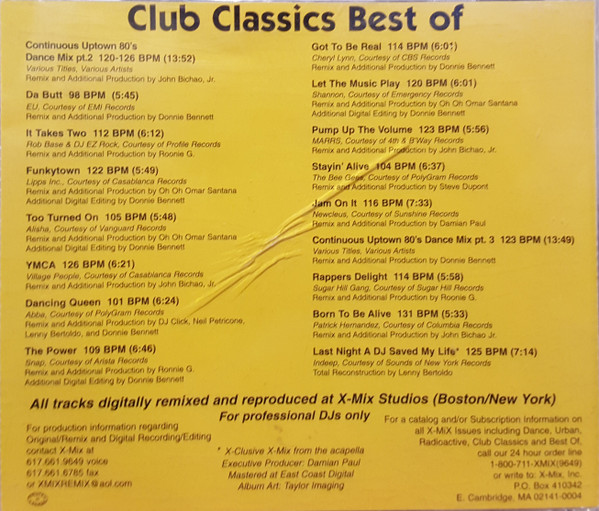 Club Classics Best of
Continuous Uptown 80's
Dance Mix pt.2 120-126 BPM (13:52)
Various Titles, Various Artists
Remix and Additional Production by John Bichao, Jr.
Da Butt 98 BPM (5:45)
EU, Courtesy of EMI Records
Remix and Additional Production by Donnie Bennett
It Takes Two 112 BPM (6:12)
Rob Base & DJ EZ Rock, Courtesy of Profile Records
Remix and Additional Production by Ronnie G.
Funkytown 122 BPM (5:49)
Lipps Inc., Courtesy of Casablanca Records
Remix and Additional Production by Oh Oh Omar Santana
Additional Digital Editing by Donnie Bennett
Too Turned On 105 BPM (5:48)
Alisha, Courtesy of Vanguard Records
Remix and Additional Production by Oh Oh Omar Santana
Additional Digital Editing by Donnie Bennett
YMCA 126 BPM (6:21)
Village People, Courtesy of Casablanca Records
Remix and Additional Production by John Bichao, Jr.
Dancing Queen 101 BPM (6:24)
Abba, Courtesy of PolyGram Records
Remix and Additional Production by DJ Click, Neil Petricone,
Lenny Bertoldo, and Donnie Bennett
The Power 109 BPM (6:46)
Snap, Courtesy of Arista Records
Remix and Additional Production by Ronnie G.
Additional Digital Editing by Donnie Bennett
Got To Be Real 114 BPM (6:01)
Cheryl Lynn, Courtesy of CBS Records
Remix and Additional Production by Donnie Bennett
Let The Music Play 120 BPM (6:01)
Shannon, Courtesy of Emergency Records
Remix and Additional Production by Oh Oh Omar Santana
Additional Digital Editing by Donnie Bennett
Pump Up The Volume 123 BPM (5:56)
MARRS, Courtesy of 4th & B'Way Records
Remix and Additional Production by John Bichao, Jr.
Stayin' Alive 104 BPM (6:37)
The Bee Gees, Courtesy of PolyGram Records
Remix and Additional Production by Steve Dupont
Jam On It 116 BPM (7:33)
Newcleus, Courtesy of Sunshine Records
Remix and Additional Production by Damian Paul
Continuous Uptown 80's Dance Mix pt. 3 123 BPM (13:49)
Various Titles, Various Artists
Remix and Additional Production by Donnie Bennett
Rappers Delight 114 BPM (5:58)
Sugar Hill Gang, Courtesy of Sugar Hill Records
Remix and Additional Production by Ronnie G.
Born To Be Alive 131 BPM (5:33)
Patrick Hernandez, Courtesy of Columbia Records
Remix and Additional Production by John Bichao, Jr.
Last Night A DJ Saved My Life* 125 BPM (7:14)
Indeep, Courtesy of Sounds of New York Records
Total Reconstruction by Lenny Bertoldo
All tracks digitally remixed and reproduced at X-Mix Studios (Boston/New York)
For professional DJs only
For production information regarding
Original/Remix and Digital Recording/Editing
contact X-Mix at
617.661.9649 voice
617.661.6785 fax
or XMIXREMIX@aol.com
* X-Clusive X-Mix from the acapella
Executive Producer: Damian Paul
Mastered at East Coast Digital
Album Art: Taylor Imaging
For a catalog and/or Subscription Information on
all X-MiX Issues including Dance, Urban,
Radioactive, Club Classics and Best Of,
call our 24 hour order line
1-800-711-XMIX(9649)
or write to: X-Mix, Inc.
P.O. Box 410342
E. Cambridge, MA 02141-0004